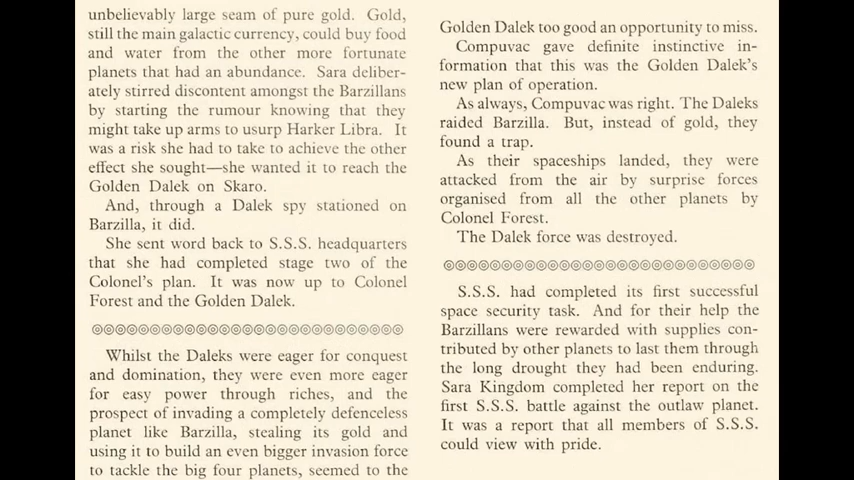 unbelievably large seam of pure gold. Gold,
still the main galactic currency, could buy food
and water from the other more fortunate
planets that had an abundance. Sara deliber-
ately stirred discontent amongst the Barzillans
by starting the rumour knowing that they
might take up arms to usurp Harker Libra. It
was a risk she had to take to achieve the other
effect she sought—she wanted it to reach the
Golden Dalek on Skaro.
And, through a Dalek spy stationed on
Barzilla, it did.
She sent word back to S.S.S. headquarters
that she had completed stage two of the
Colonel's plan. It was now up to Colonel
Forest and the Golden Dalek.
Whilst the Daleks were eager for conquest
and domination, they were even more eager
for easy power through riches, and the
prospect of invading a completely defenceless
planet like Barzilla, stealing its gold and
using it to build an even bigger invasion force
to tackle the big four planets, seemed to the
Golden Dalek too good an opportunity to miss.
Compuvac gave definite instinctive in-
formation that this was the Golden Dalek's
new plan of operation.
As always, Compuvac was right. The Daleks
raided Barzilla. But, instead of gold, they
found a trap.
As their spaceships landed, they were
attacked from the air by surprise forces
organised from all the other planets by
Colonel Forest.
The Dalek force was destroyed.
S.S.S. had completed its first successful
space security task. And for their help the
Barzillans were rewarded with supplies con-
tributed by other planets to last them through
the long drought they had been enduring.
Sara Kingdom completed her report on the
first S.S.S. battle against the outlaw planet.
It was a report that all members of S.S.S.
could view with pride.